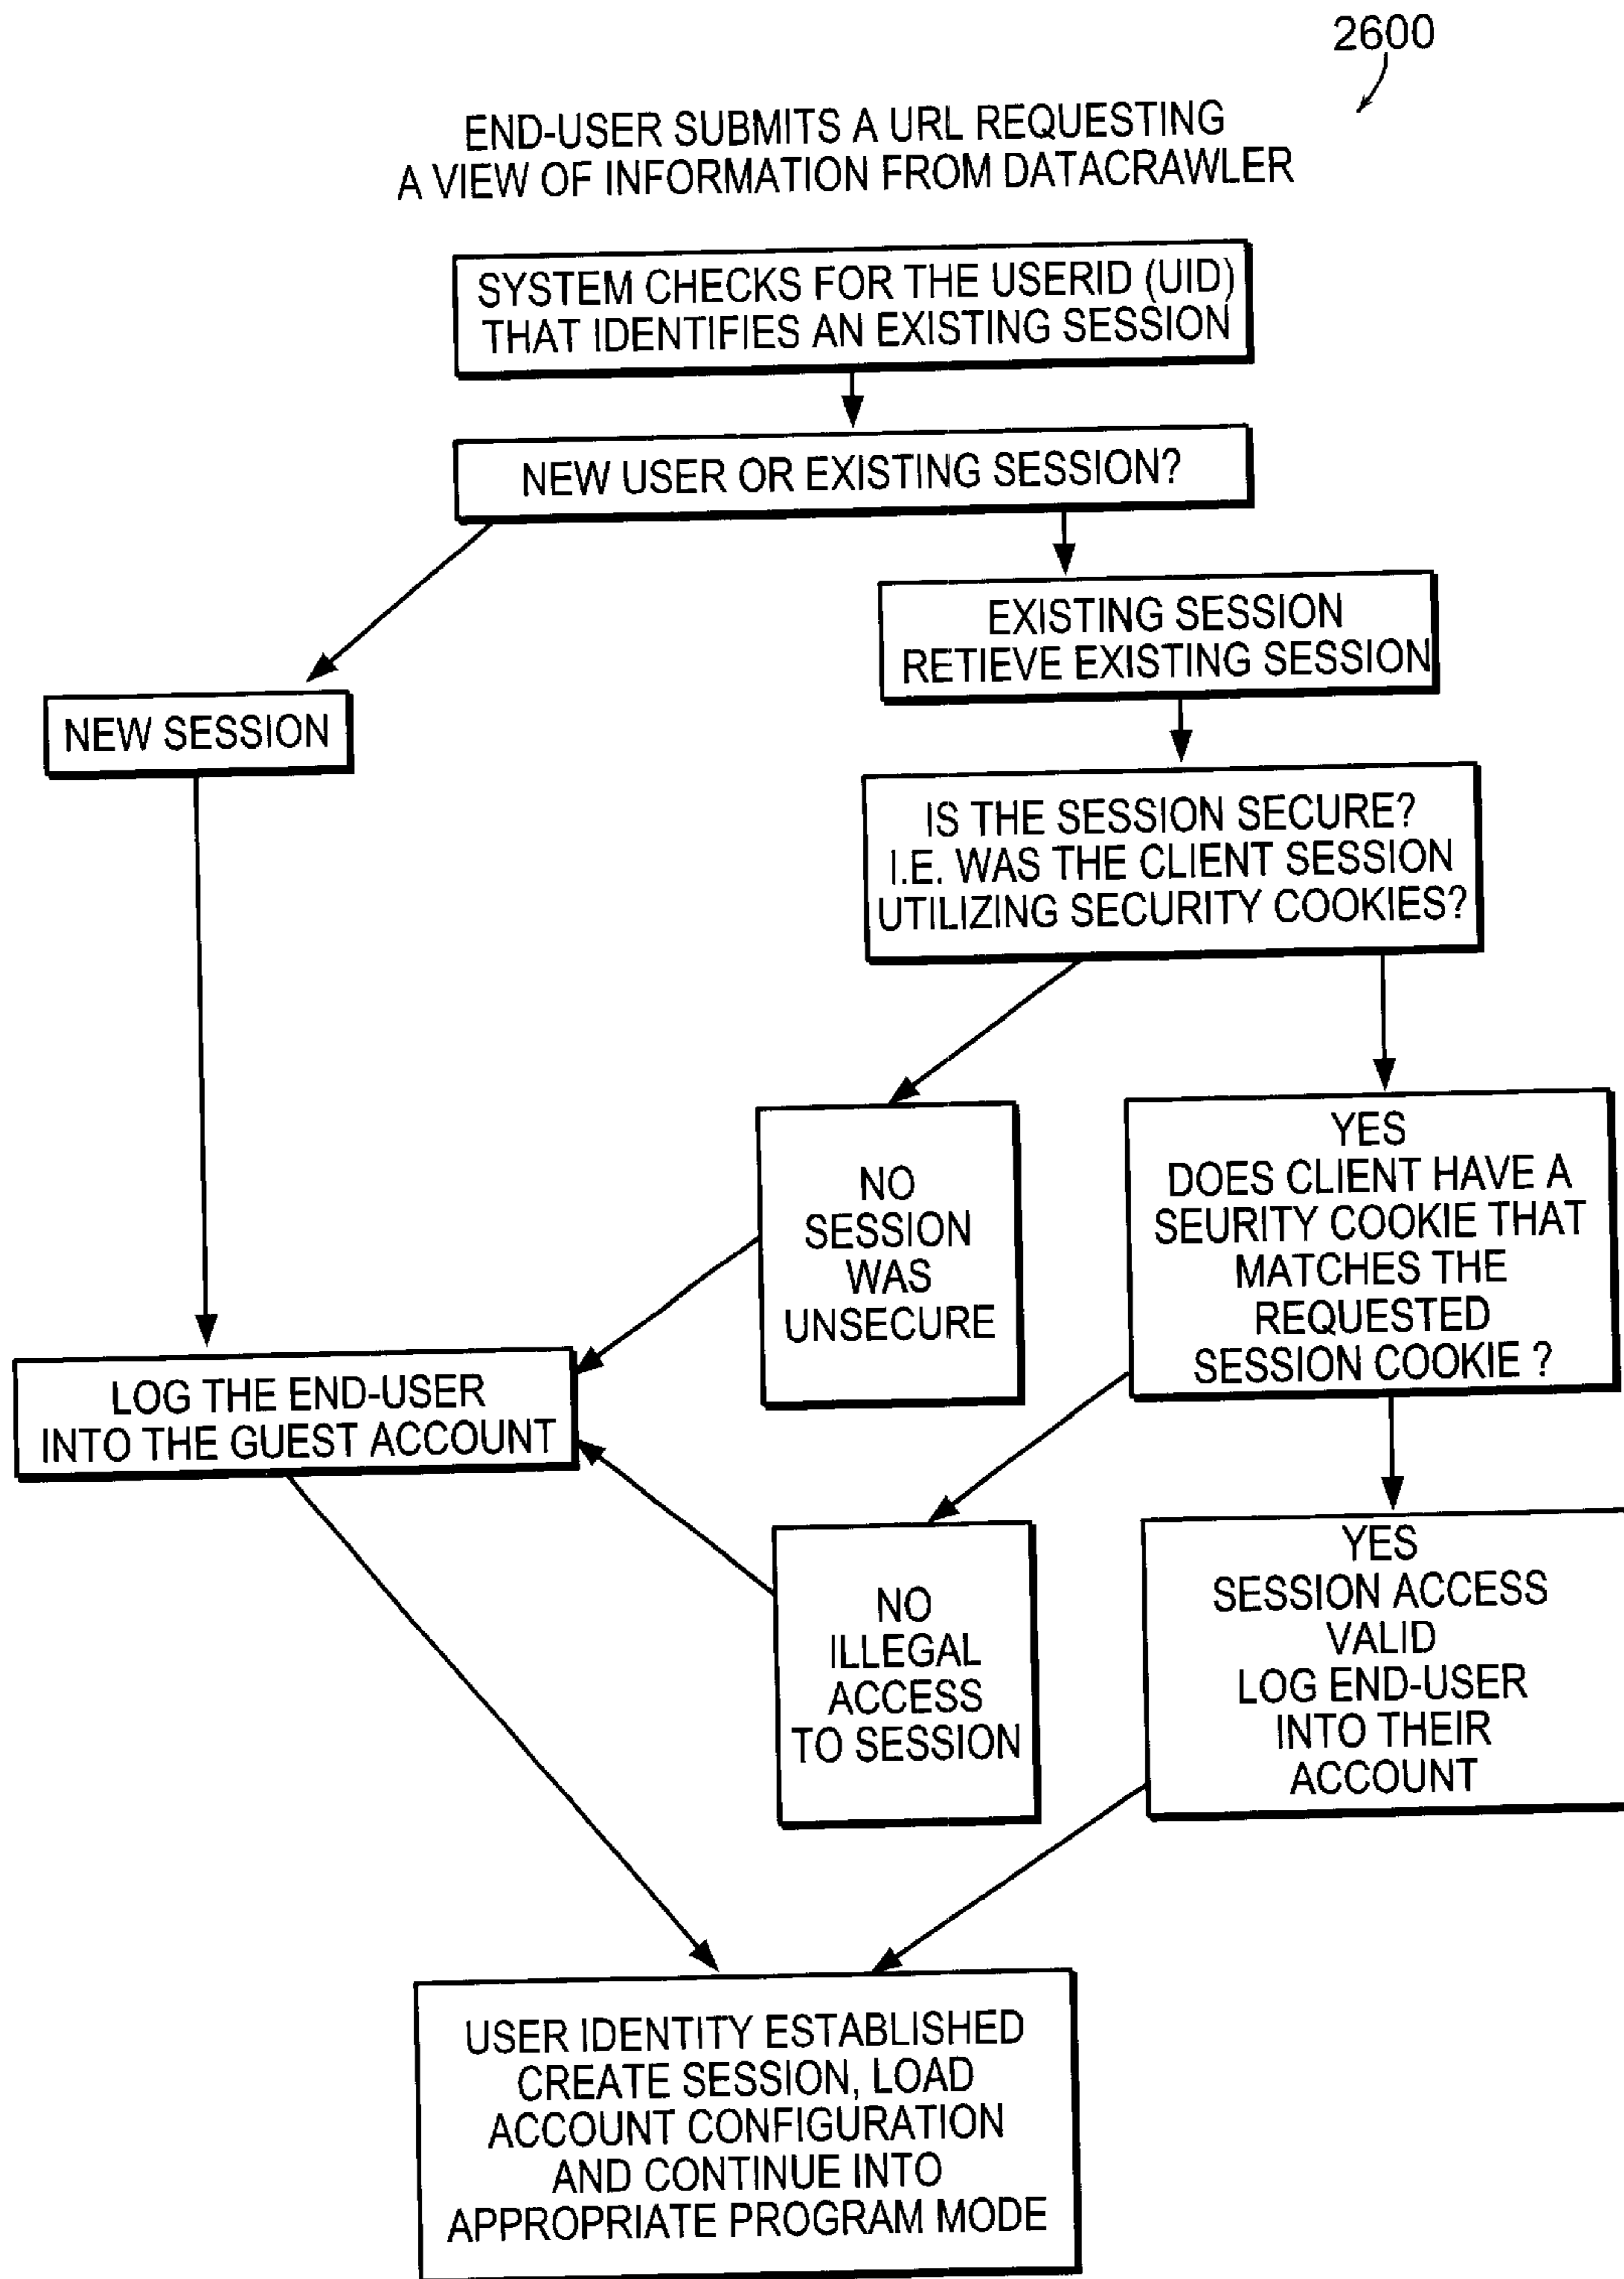 2600
END-USER SUBMITS A URL REQUESTING
A VIEW OF INFORMATION FROM DATACRAWLER
SYSTEM CHECKS FOR THE USERID (UID)
THAT IDENTIFIES AN EXISTING SESSION
NEW USER OR EXISTING SESSION?
EXISTING SESSION
RETIEVE EXISTING SESSION
NEW SESSION
IS THE SESSION SECURE?
I.E. WAS THE CLIENT SESSION
UTILIZING SECURITY COOKIES?
NO
SESSION
WAS
UNSECURE
YES
DOES CLIENT HAVE A
SEURITY COOKIE THAT
MATCHES THE
REQUESTED
SESSION COOKIE ?
LOG THE END-USER
INTO THE GUEST ACCOUNT
NO
ILLEGAL
ACCESS
TO SESSION
YES
SESSION ACCESS
VALID
LOG END-USER
INTO THEIR
ACCOUNT
USER IDENTITY ESTABLISHED
CREATE SESSION, LOAD
ACCOUNT CONFIGURATION
AND CONTINUE INTO
APPROPRIATE PROGRAM MODE